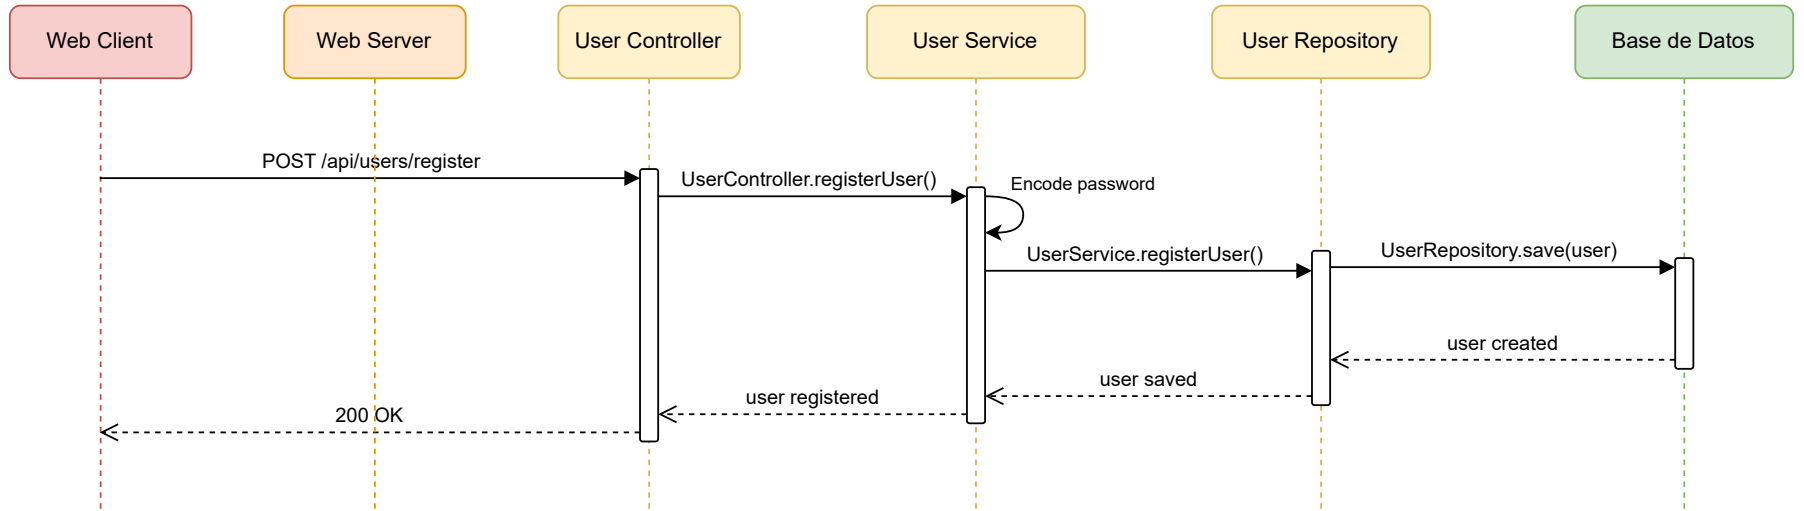 Web Client
Web Server
User Controller
User Service
User Repository
Base de Datos
POST /api/users/register
UserController.registerUser()
Encode password
UserService.registerUser()
UserRepository.save(user)
user created
user saved
user registered
200 OK